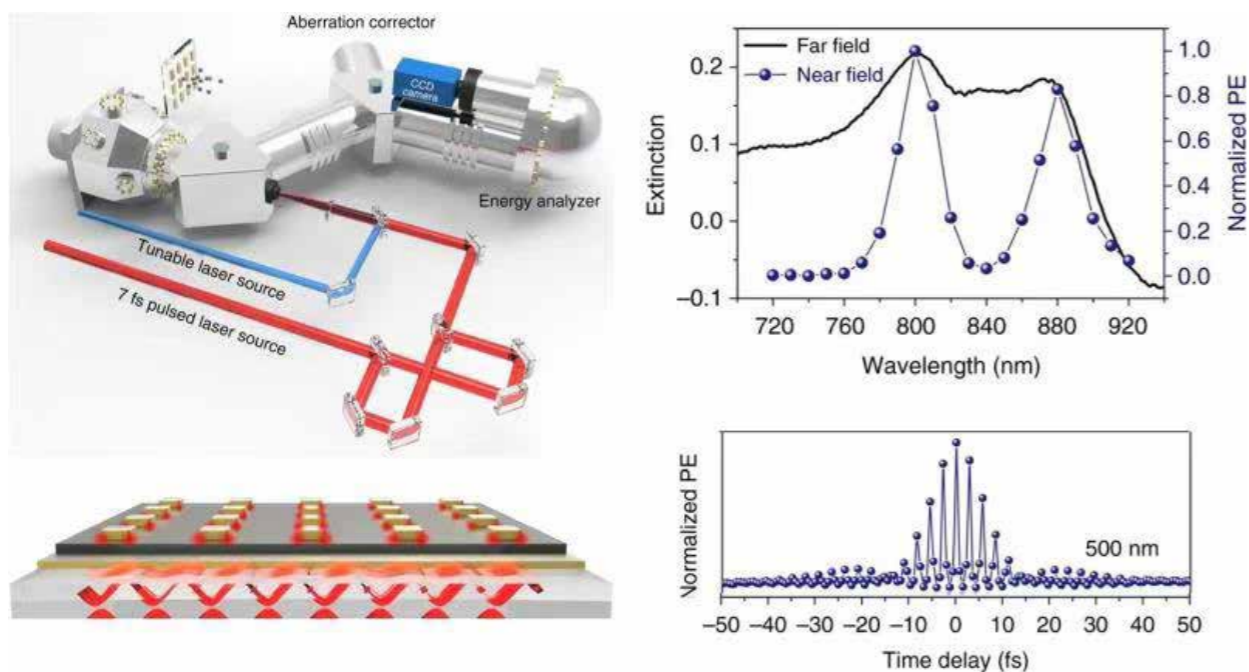 Aberration corrector
CCD
camera
Energy analyzer
Tunable laser source
7 fs pulsed laser source
Far field
Near field
0.2
0.1
0.0
–0.1
Extinction
1.0
0.8
0.6
0.4
0.2
0.0
Normalized PE
720 760 800 840 880 920
Wavelength (nm)
Normalized PE
500 nm
–50 –40 –30 –20 –10 0 10 20 30 40 50
Time delay (fs)